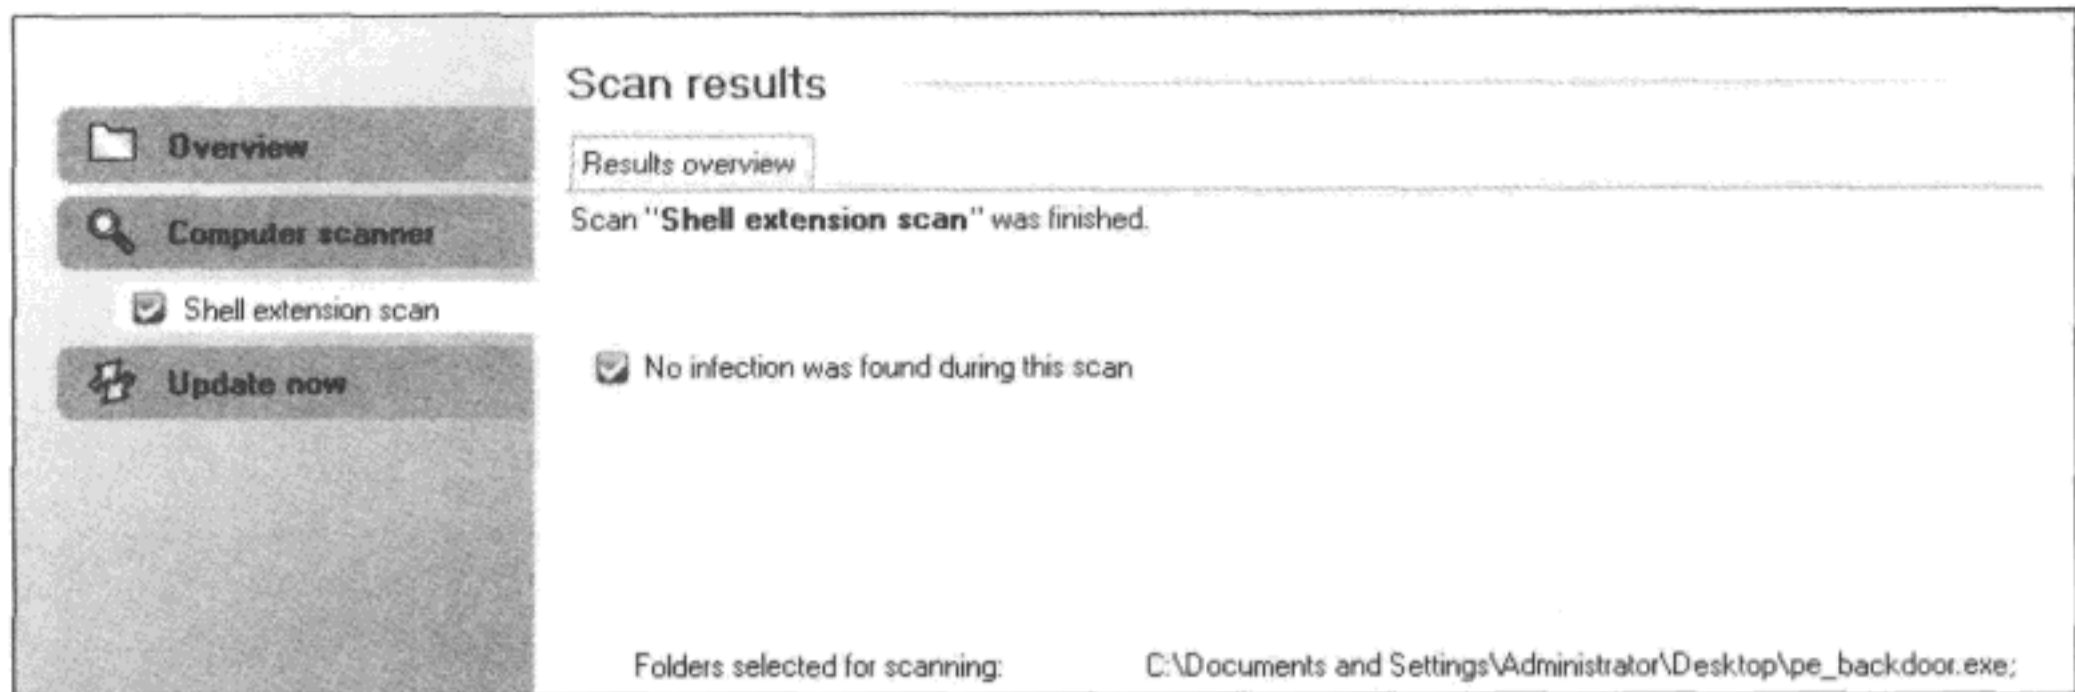 Scan results
Overview
Results overview
Computer scanner
Scan "Shell extension scan" was finished.
Shell extension scan
No infection was found during this scan
Update now
Folders selected for scanning: C:\Documents and Settings\Administrator\Desktop\pe_backdoor.exe;